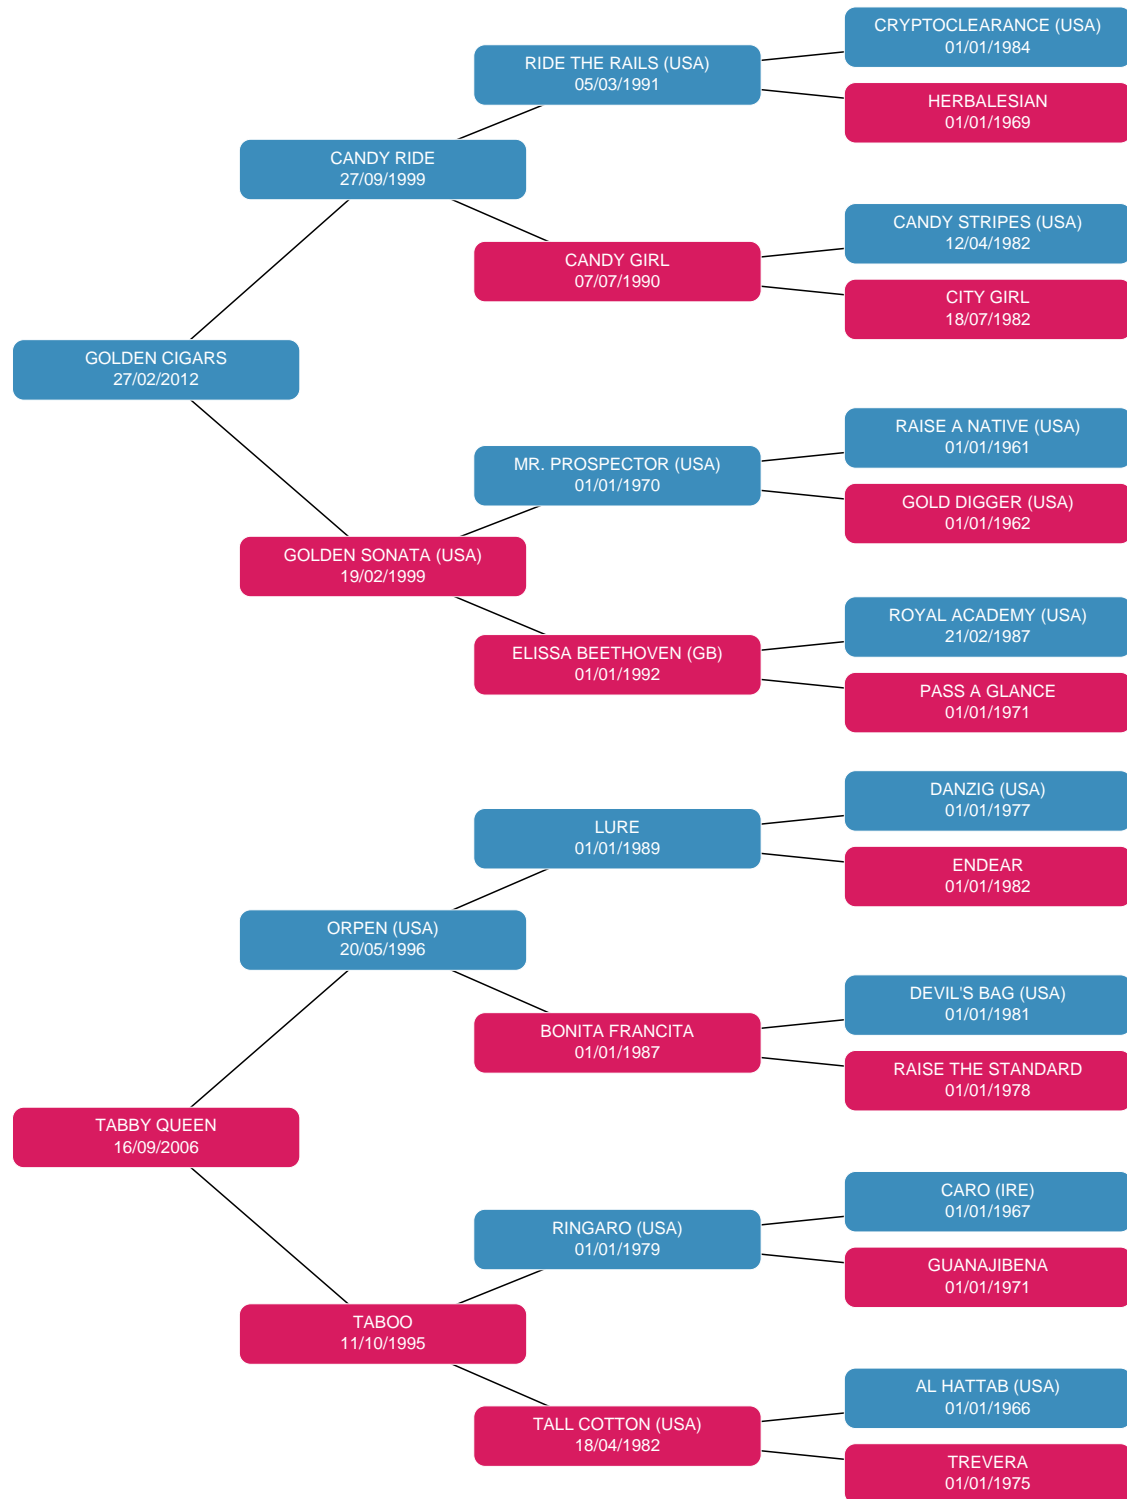 CRYPTOCLEARANCE (USA)
01/01/1984
RIDE THE RAILS (USA)
05/03/1991
HERBALESIAN
01/01/1969
CANDY RIDE
27/09/1999
CANDY STRIPES (USA)
12/04/1982
CANDY GIRL
07/07/1990
CITY GIRL
18/07/1982
GOLDEN CIGARS
27/02/2012
RAISE A NATIVE (USA)
01/01/1961
MR. PROSPECTOR (USA)
01/01/1970
GOLD DIGGER (USA)
01/01/1962
GOLDEN SONATA (USA)
19/02/1999
ROYAL ACADEMY (USA)
21/02/1987
ELISSA BEETHOVEN (GB)
01/01/1992
PASS A GLANCE
01/01/1971
DANZIG (USA)
01/01/1977
LURE
01/01/1989
ENDEAR
01/01/1982
ORPEN (USA)
20/05/1996
DEVIL'S BAG (USA)
01/01/1981
BONITA FRANCITA
01/01/1987
RAISE THE STANDARD
01/01/1978
TABBY QUEEN
16/09/2006
CARO (IRE)
01/01/1967
RINGARO (USA)
01/01/1979
GUANAJIBENA
01/01/1971
TABOO
11/10/1995
AL HATTAB (USA)
01/01/1966
TALL COTTON (USA)
18/04/1982
TREVERA
01/01/1975